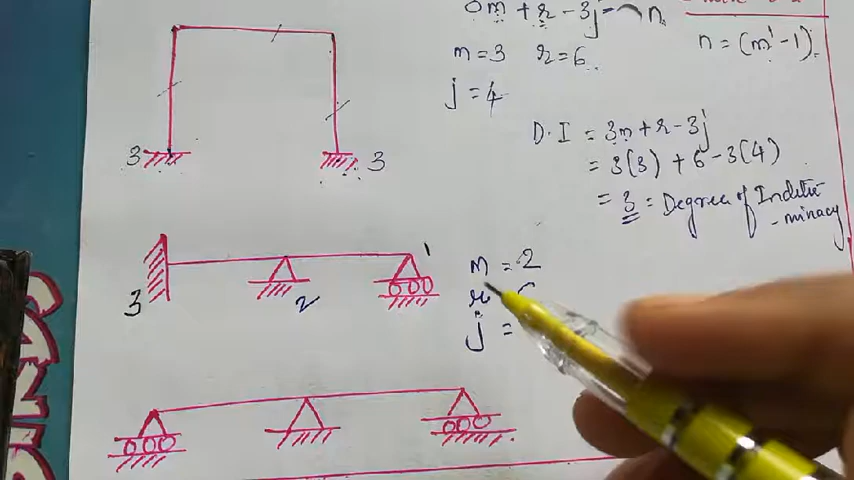 m + r - 3j
n = (m' - 1)
m = 3 r = 6
j = 4
D.I = 3m + r - 3j
= 3(3) + 6 - 3(4)
= 3 = Degree of Indeter
- minacy
3
3
3
2
1
m = 2
r =
j =